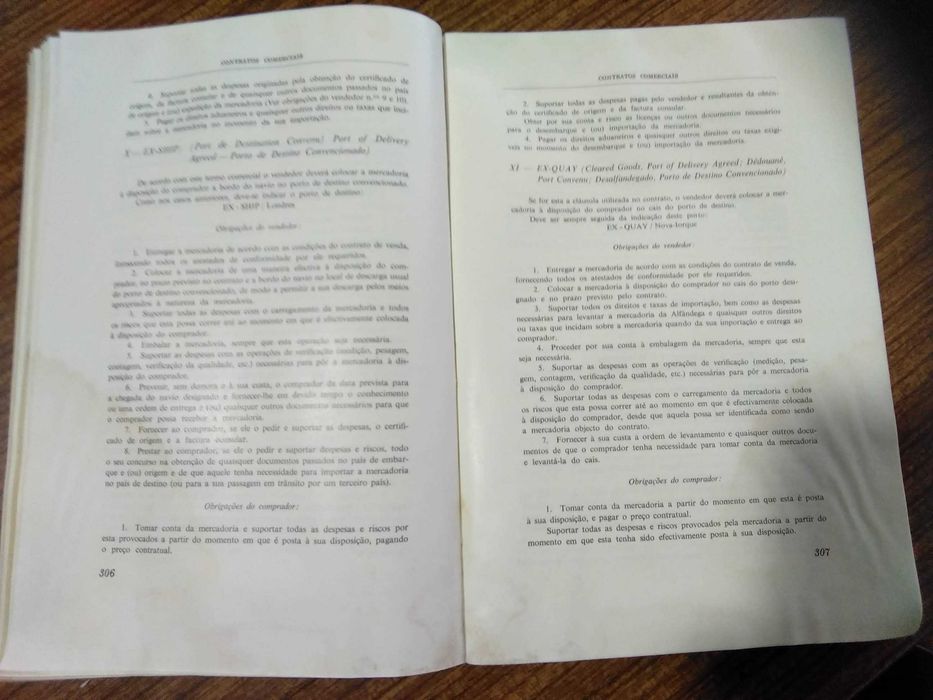 CONTRATOS COMERCIAIS
4. Suportar todas as despesas originadas pela obtenção do certificado de
origem, da factura consular e de quaisquer outros documentos passados no país
de origem e (ou) expedição da mercadoria (Ver obrigações do vendedor n.os 9 e 10).
5. Pagar os direitos aduaneiros e quaisquer outros direitos ou taxas que inci-
dam sobre a mercadoria no momento da sua importação.
X — EX-SHIP (Port de Destination Convenu) Port of Delivery
Agreed — Porto de Destino Convencionado)
De acordo com este termo comercial o vendedor deverá colocar a mercadoria
à disposição do comprador a bordo do navio no porto de destino convencionado.
Como nos casos anteriores, deve-se indicar o porto de destino:
EX - SHIP / Londres
Obrigações do vendedor:
1. Entregar a mercadoria de acordo com as condições do contrato de venda,
fornecendo todos os atestados de conformidade por ele requeridos.
2. Colocar a mercadoria de uma maneira efectiva à disposição do com-
prador, no prazo previsto no contrato e a bordo do navio no local de descarga usual
do porto de destino convencionado, de modo a permitir a sua descarga pelos meios
apropriados à natureza da mercadoria.
3. Suportar todas as despesas com o carregamento da mercadoria e todos
os riscos que esta possa correr até ao momento em que é efectivamente colocada
à disposição do comprador.
4. Embalar a mercadoria, sempre que esta operação seja necessária.
5. Suportar as despesas com as operações de verificação (medição, pesagem,
contagem, verificação da qualidade, etc.) necessárias para pôr a mercadoria à dis-
posição do comprador.
6. Prevenir, sem demora e à sua custa, o comprador da data prevista para
a chegada do navio designado e fornecer-lhe em devido tempo o conhecimento
ou uma ordem de entrega e (ou) quaisquer outros documentos necessários para que
o comprador possa receber a mercadoria.
7. Fornecer ao comprador, se ele o pedir e suportar as despesas, o certifi-
cado de origem e a factura consular.
8. Prestar ao comprador, se ele o pedir e suportar despesas e riscos, todo
o seu concurso na obtenção de quaisquer documentos passados no país de embar-
que e (ou) origem e de que aquele tenha necessidade para importar a mercadoria
no país de destino (ou para a sua passagem em trânsito por um terceiro país).
Obrigações do comprador:
1. Tomar conta da mercadoria e suportar todas as despesas e riscos por
esta provocados a partir do momento em que é posta à sua disposição, pagando
o preço contratual.
306
CONTRATOS COMERCIAIS
2. Suportar todas as despesas pagas pelo vendedor e resultantes da obten-
ção do certificado de origem e da factura consular.
Obter por sua conta e risco as licenças ou outros documentos necessários
para o desembarque e (ou) importação da mercadoria.
4. Pagar os direitos aduaneiros e quaisquer outros direitos ou taxas exigí-
veis no momento do desembarque e (ou) importação da mercadoria.
XI — EX-QUAY (Cleared Goods, Port of Delivery Agreed; Dédouané,
Port Convenu; Desalfandegado, Porto de Destino Convencionado)
Se for esta a cláusula utilizada no contrato, o vendedor deverá colocar a mer-
cadoria à disposição do comprador no cais do porto de destino.
Deve ser sempre seguida da indicação deste porto:
EX-QUAY / Nova-Iorque
Obrigações do vendedor:
1. Entregar a mercadoria de acordo com as condições do contrato de venda,
fornecendo todos os atestados de conformidade por ele requeridos.
2. Colocar a mercadoria à disposição do comprador no cais do porto desi-
gnado e no prazo previsto pelo contrato.
3. Suportar todos os direitos e taxas de importação, bem como as despesas
necessárias para levantar a mercadoria da Alfândega e quaisquer outros direitos
ou taxas que incidam sobre a mercadoria quando da sua importação e entrega ao
comprador.
4. Proceder por sua conta à embalagem da mercadoria, sempre que esta
seja necessária.
5. Suportar as despesas com as operações de verificação (medição, pesa-
gem, contagem, verificação da qualidade, etc.) necessárias para pôr a mercadoria
à disposição do comprador.
6. Suportar todas as despesas com o carregamento da mercadoria e todos
os riscos que esta possa correr até ao momento em que é efectivamente colocada
à disposição do comprador, desde que aquela possa ser identificada como sendo
a mercadoria objecto do contrato.
7. Fornecer à sua custa a ordem de levantamento e quaisquer outros docu-
mentos de que o comprador tenha necessidade para tomar conta da mercadoria
e levantá-la do cais.
Obrigações do comprador:
1. Tomar conta da mercadoria a partir do momento em que esta é posta
à sua disposição, e pagar o preço contratual.
Suportar todas as despesas e riscos provocados pela mercadoria a partir do
momento em que esta tenha sido efectivamente posta à sua disposição.
307